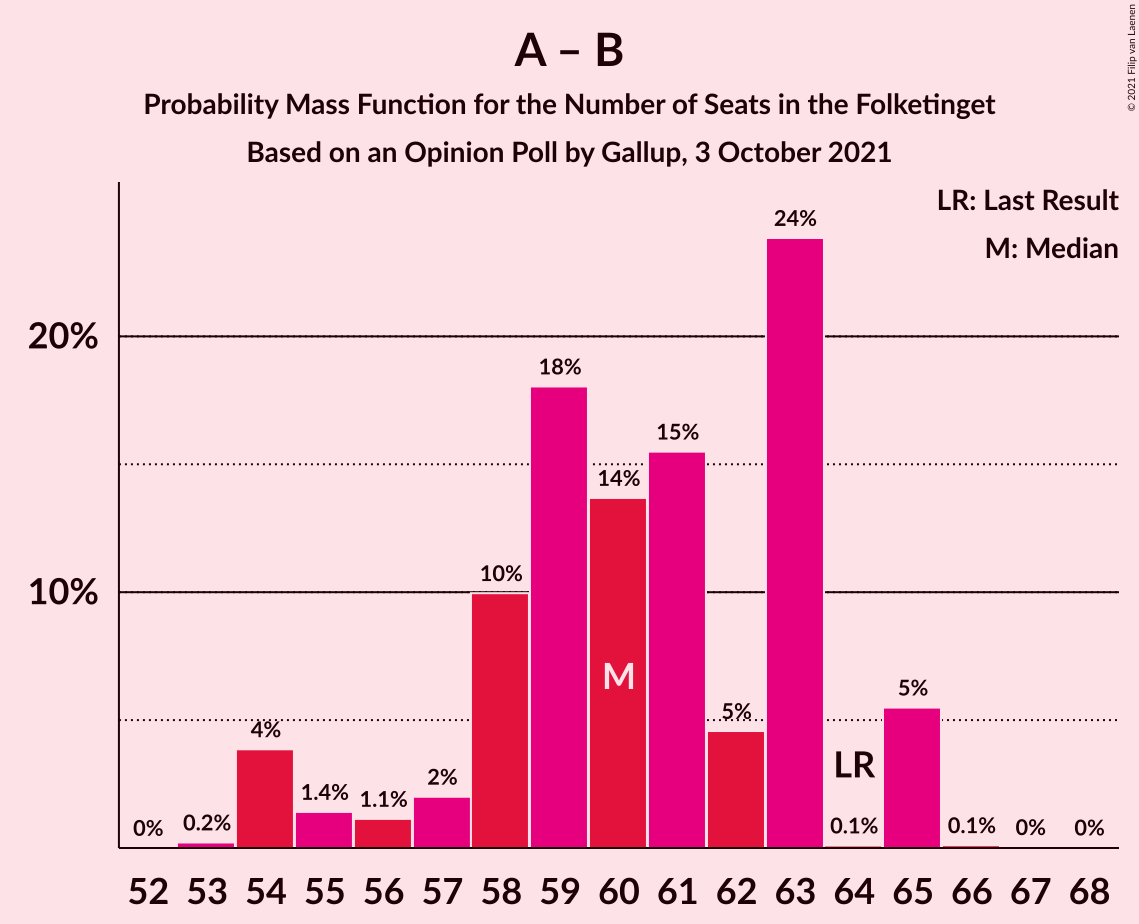 A – B
Probability Mass Function for the Number of Seats in the Folketinget
Based on an Opinion Poll by Gallup, 3 October 2021
© 2021 Filip van Laenen
LR: Last Result
M: Median
20%
10%
0%
0.2%
4%
1.4%
1.1%
2%
10%
18%
14%
15%
5%
24%
0.1%
5%
0.1%
0%
0%
M
LR
52 53 54 55 56 57 58 59 60 61 62 63 64 65 66 67 68